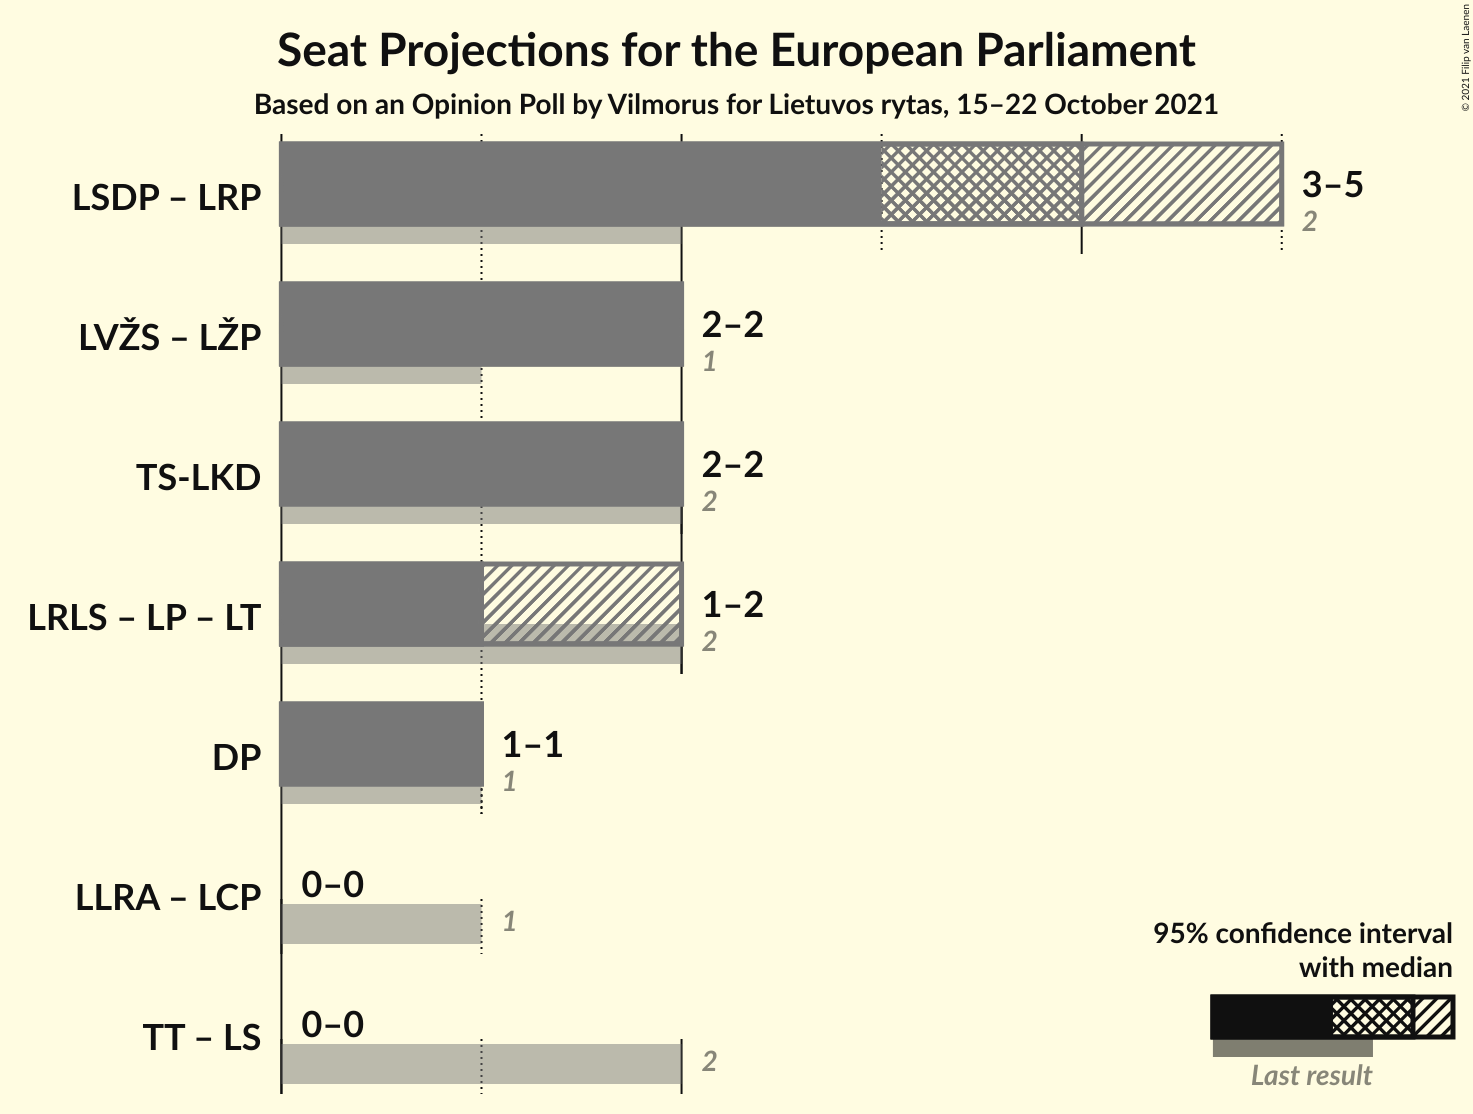 Seat Projections for the European Parliament
Based on an Opinion Poll by Vilmorus for Lietuvos rytas, 15–22 October 2021
© 2021 Filip van Laenen
LSDP – LRP
3–5
2
LVŽS – LŽP
2–2
1
TS-LKD
2–2
2
LRLS – LP – LT
1–2
2
DP
1–1
1
LLRA – LCP
0–0
1
TT – LS
0–0
2
95% confidence interval
with median
Last result